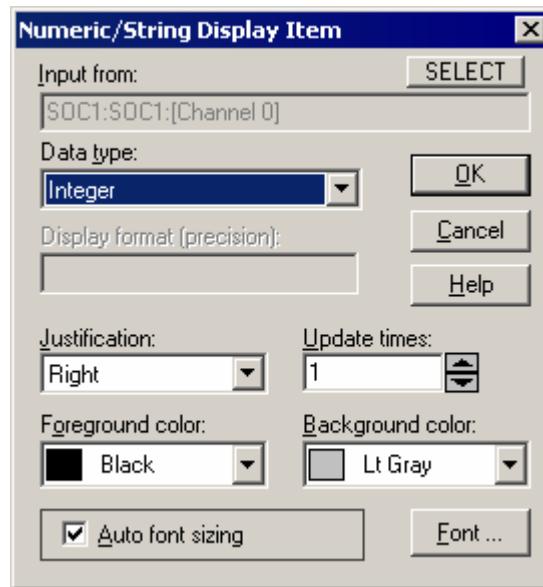 Numeric/String Display Item
Input from:
SELECT
SOC1:SOC1:[Channel 0]
Data type:
Integer
OK
Display format (precision):
Cancel
Help
Justification:
Update times:
Right
1
Foreground color:
Background color:
Black
Lt Gray
Auto font sizing
Font ...